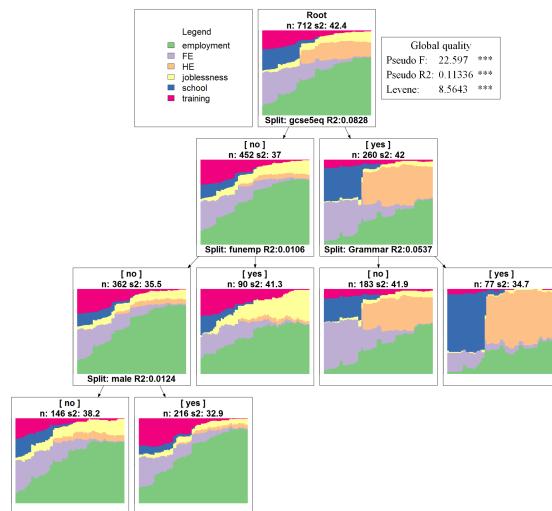 Legend
employment
FE
HE
joblessness
school
training
Root
n: 712 s2: 42.4
Split: gcse5eq R2:0.0828
Global quality
Pseudo F: 22.597 ***
Pseudo R2: 0.11336 ***
Levene: 8.5643 ***
[ no ]
n: 452 s2: 37
Split: funemp R2:0.0106
[ yes ]
n: 260 s2: 42
Split: Grammar R2:0.0537
[ no ]
n: 362 s2: 35.5
Split: male R2:0.0124
[ yes ]
n: 90 s2: 41.3
[ no ]
n: 183 s2: 41.9
[ yes ]
n: 77 s2: 34.7
[ no ]
n: 146 s2: 38.2
[ yes ]
n: 216 s2: 32.9